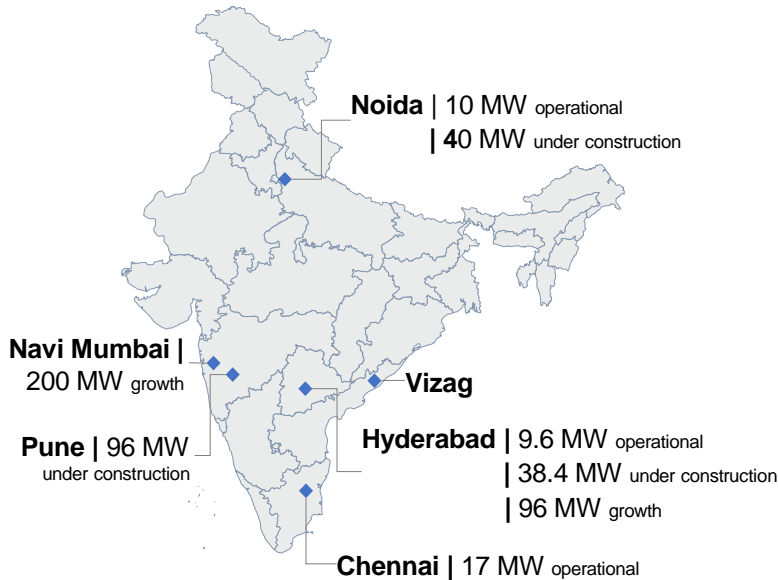 Noida | 10 MW operational
| 40 MW under construction
Navi Mumbai |
200 MW growth
Vizag
Pune | 96 MW
under construction
Hyderabad | 9.6 MW operational
| 38.4 MW under construction
| 96 MW growth
Chennai | 17 MW operational